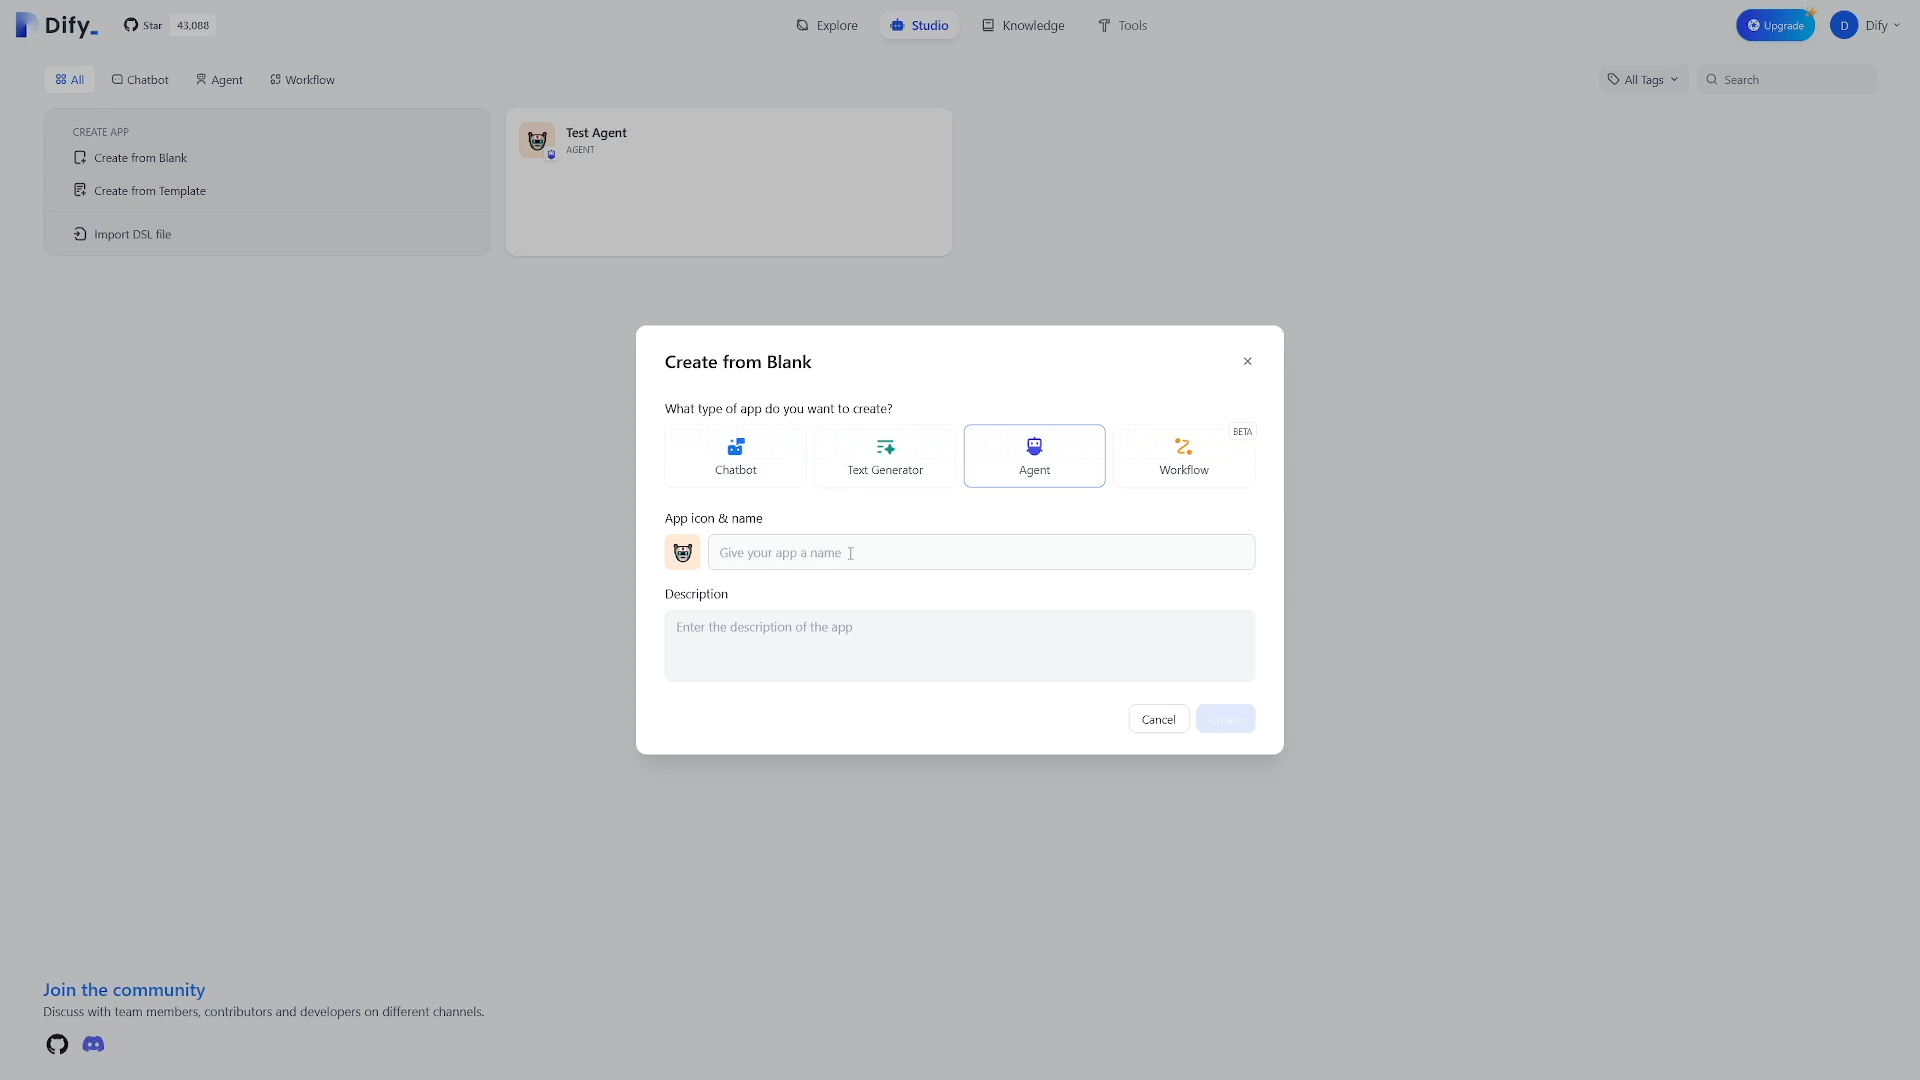 Dify_
Star 43,088
Explore
Studio
Knowledge
Tools
Upgrade
D Dify
All
Chatbot
Agent
Workflow
All Tags
Search
CREATE APP
Create from Blank
Create from Template
Import DSL file
Test Agent
AGENT
Create from Blank
What type of app do you want to create?
Chatbot
Text Generator
Agent
BETA
Workflow
App icon & name
Give your app a name
Description
Enter the description of the app
Cancel
Create
Join the community
Discuss with team members, contributors and developers on different channels.